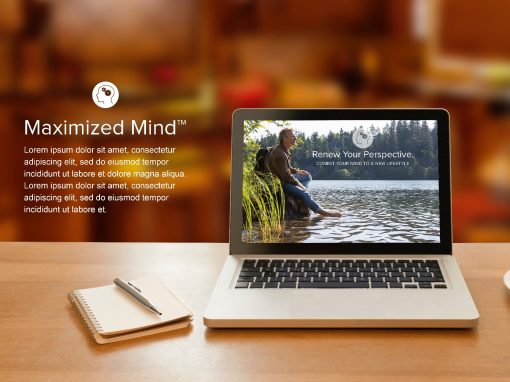 Maximized Mind™
Lorem ipsum dolor sit amet, consectetur
adipiscing elit, sed do eiusmod tempor
incididunt ut labore et dolore magna aliqua.
Lorem ipsum dolor sit amet, consectetur
adipiscing elit, sed do eiusmod tempor
incididunt ut labore et.
Renew Your Perspective.
COMMIT YOUR MIND TO A NEW LIFESTYLE